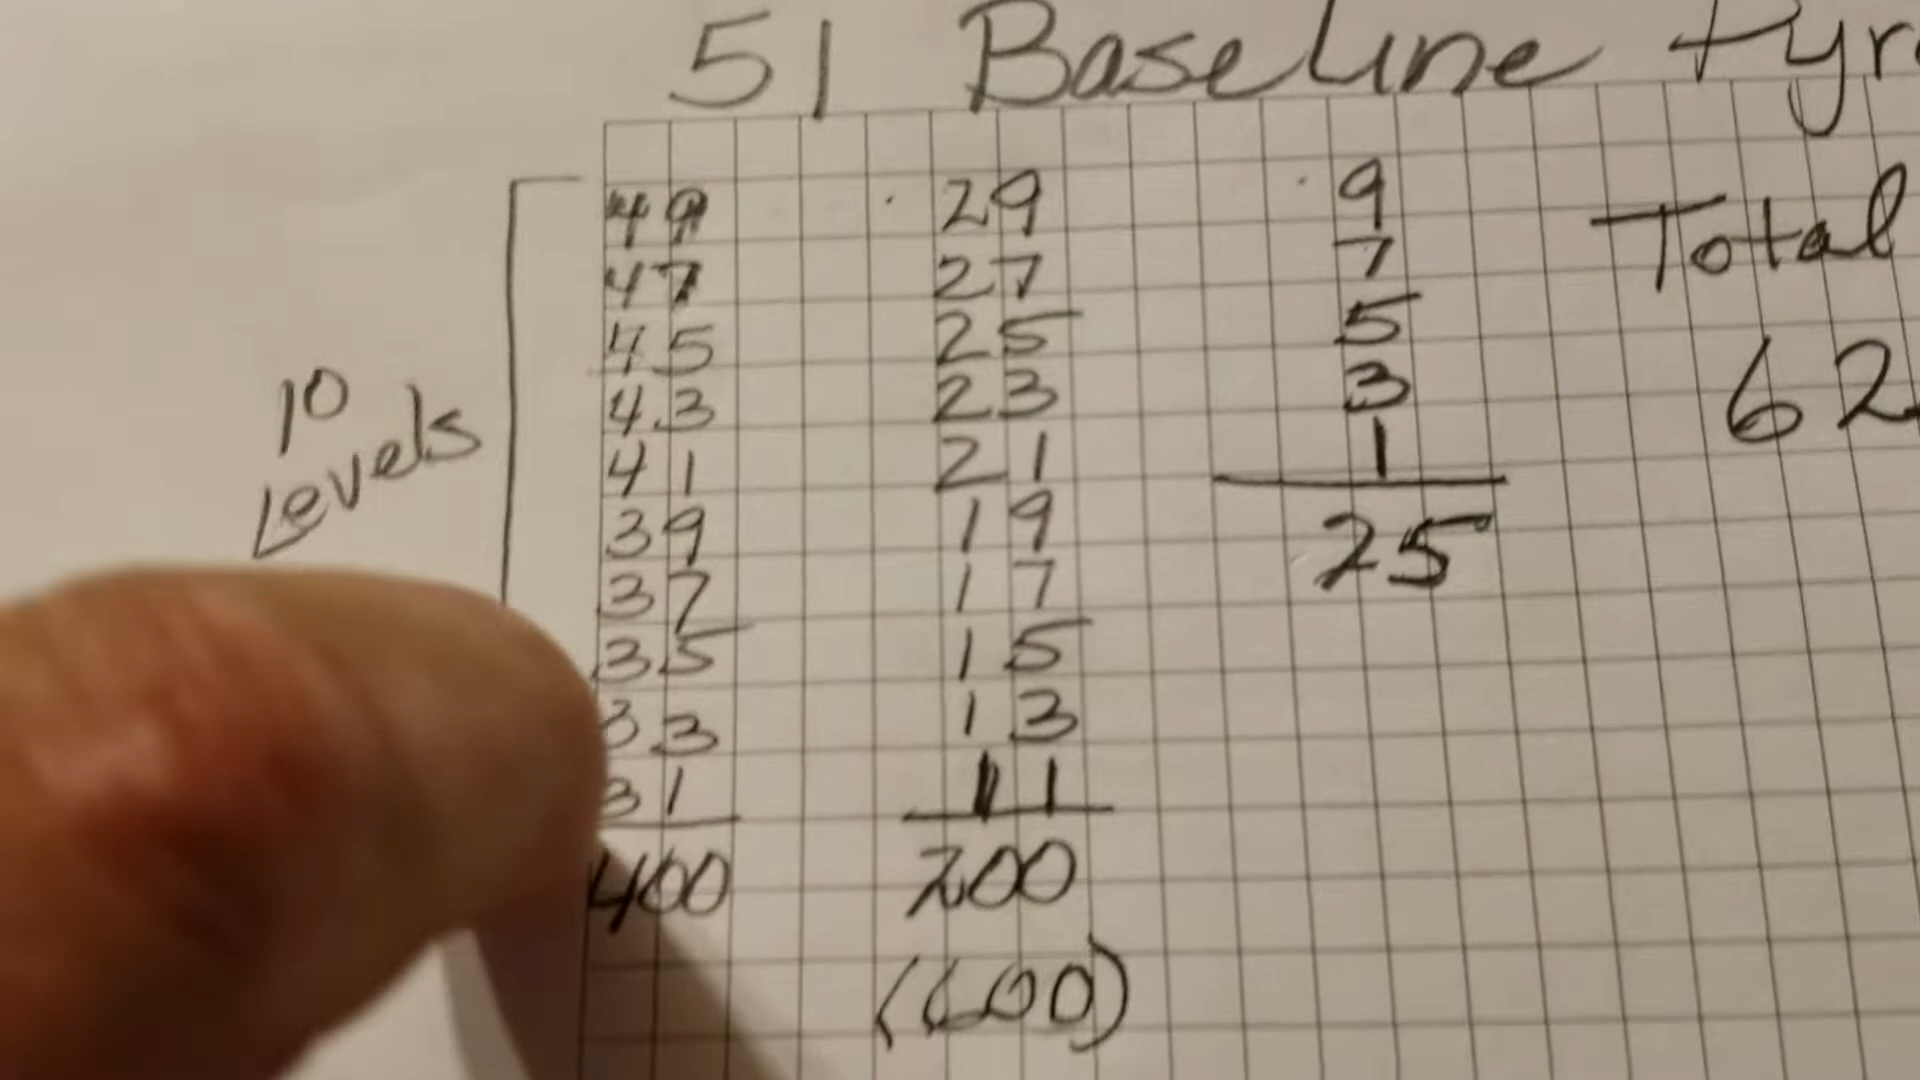 51 Baseline Pyr
10 Levels
49 29 9
47 27 7
45 25 5
43 23 3
41 21 1
39 19 25
37 17
35 15
33 13
31 11
400 200
(600)
Total
62